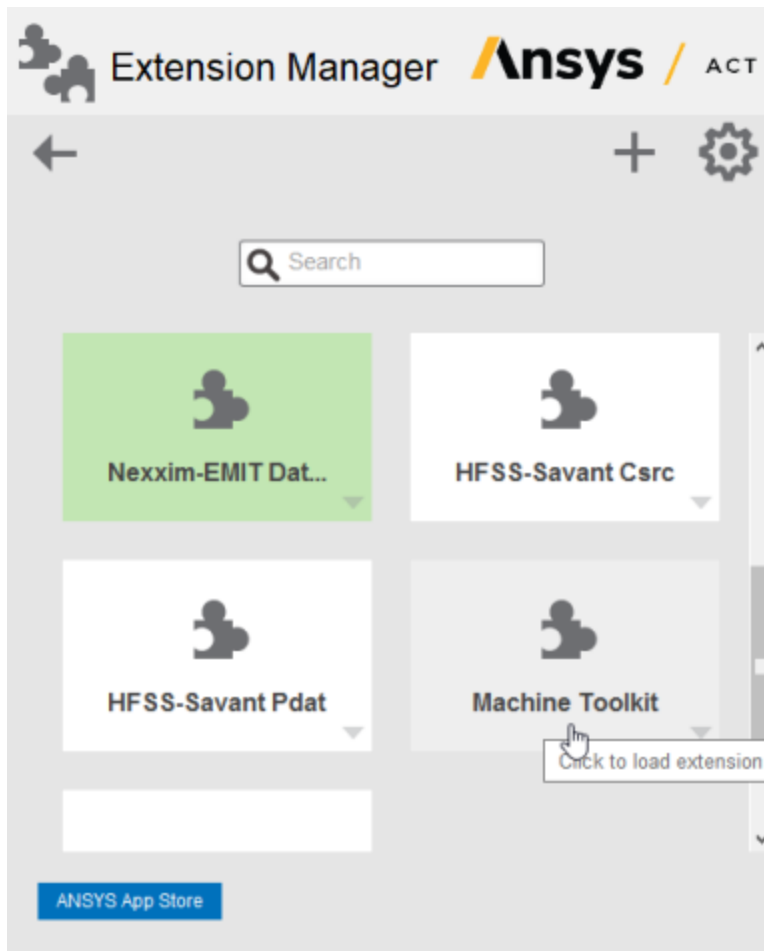 Extension Manager
Ansys / ACT
Search
Nexxim-EMIT Dat...
HFSS-Savant Csrc
HFSS-Savant Pdat
Machine Toolkit
Click to load extension
ANSYS App Store